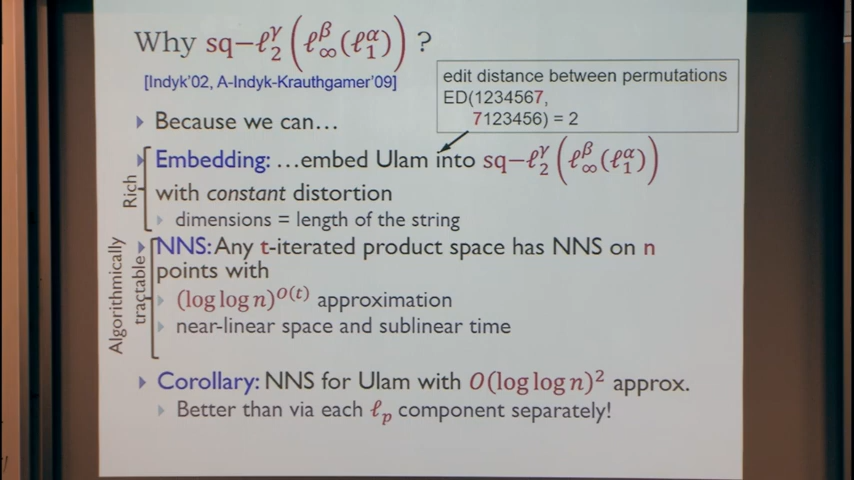 Why sq−ℓ₂^γ(ℓ_∞^β(ℓ₁^α)) ?
[Indyk'02, A-Indyk-Krauthgamer'09]
edit distance between permutations
ED(1234567,
7123456) = 2
Because we can…
Embedding: …embed Ulam into sq−ℓ₂^γ(ℓ_∞^β(ℓ₁^α))
with constant distortion
dimensions = length of the string
Rich
NNS: Any t-iterated product space has NNS on n
points with
(log log n)^O(t) approximation
near-linear space and sublinear time
Algorithmically
tractable
Corollary: NNS for Ulam with O(log log n)² approx.
Better than via each ℓ_p component separately!